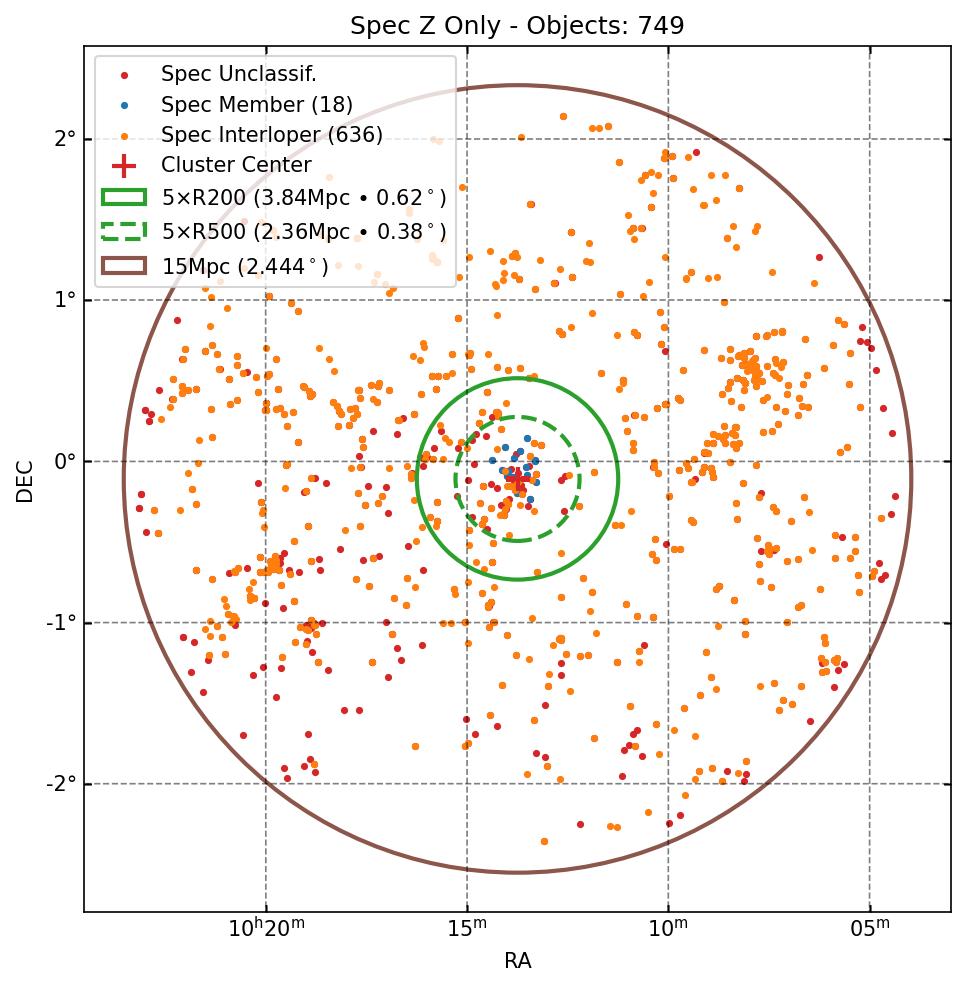 Spec Z Only - Objects: 749
Spec Unclassif.
Spec Member (18)
Spec Interloper (636)
Cluster Center
5×R200 (3.84Mpc • 0.62°)
5×R500 (2.36Mpc • 0.38°)
15Mpc (2.444°)
2°
1°
0°
-1°
-2°
DEC
10ʰ20ᵐ 15ᵐ 10ᵐ 05ᵐ
RA